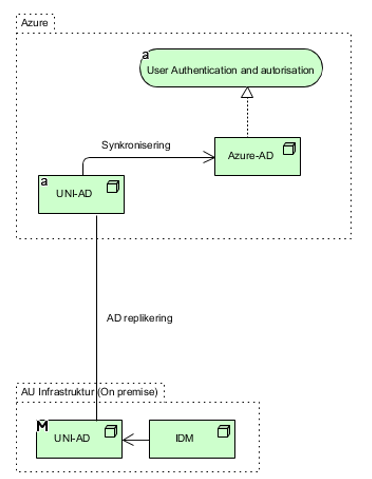 Azure
a
User Authentication and autorisation
Synkronisering
Azure-AD
a
UNI-AD
AD replikering
AU Infrastruktur (On premise)
M
UNI-AD
IDM